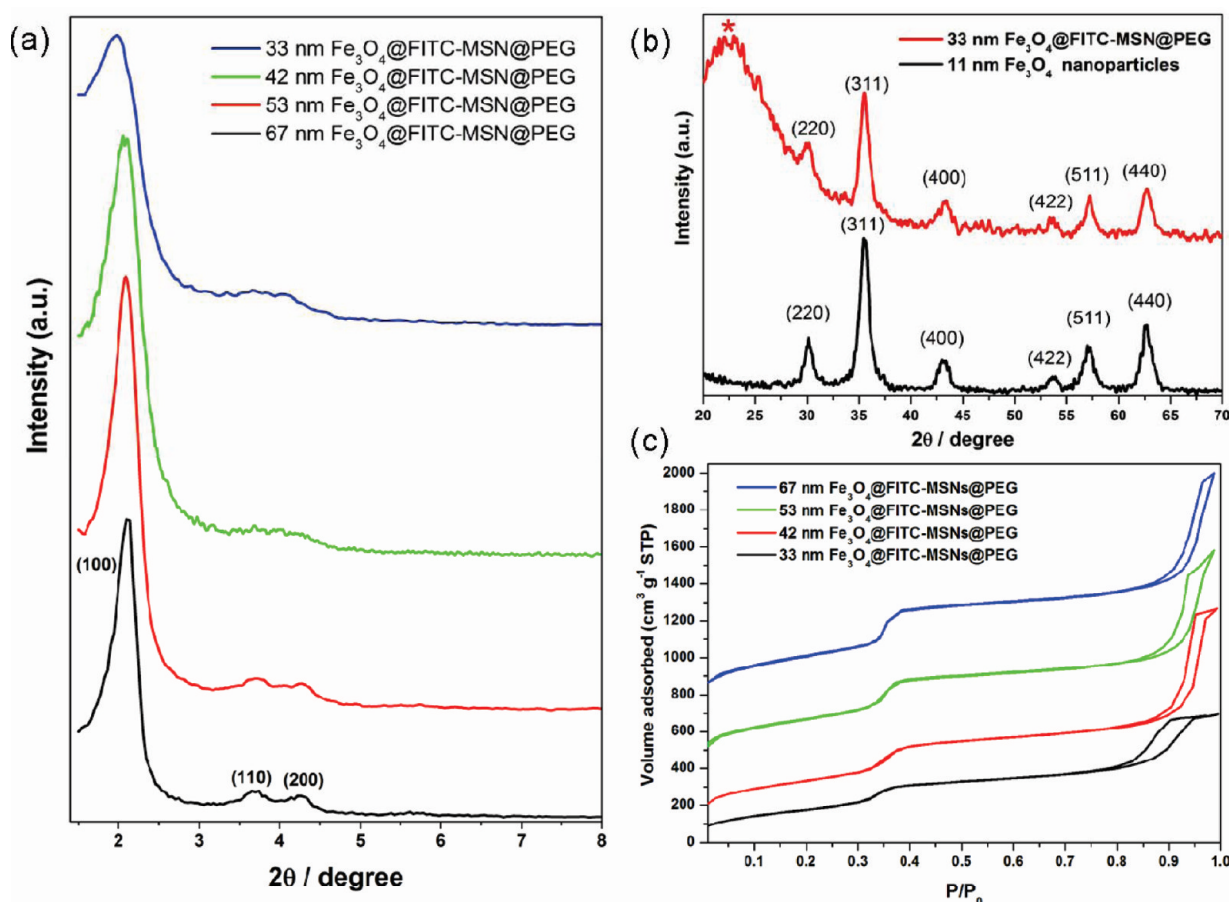 (a)
33 nm Fe₃O₄@FITC-MSN@PEG
42 nm Fe₃O₄@FITC-MSN@PEG
53 nm Fe₃O₄@FITC-MSN@PEG
67 nm Fe₃O₄@FITC-MSN@PEG
Intensity (a.u.)
(100)
(110)
(200)
2 3 4 5 6 7 8
2θ / degree
(b)
*
33 nm Fe₃O₄@FITC-MSN@PEG
11 nm Fe₃O₄ nanoparticles
Intensity (a.u.)
(220)
(311)
(400)
(422)
(511)
(440)
(220)
(311)
(400)
(422)
(511)
(440)
20 25 30 35 40 45 50 55 60 65 70
2θ / degree
(c)
67 nm Fe₃O₄@FITC-MSNs@PEG
53 nm Fe₃O₄@FITC-MSNs@PEG
42 nm Fe₃O₄@FITC-MSNs@PEG
33 nm Fe₃O₄@FITC-MSNs@PEG
Volume adsorbed (cm³ g⁻¹ STP)
2000
1800
1600
1400
1200
1000
800
600
400
200
0
0.1 0.2 0.3 0.4 0.5 0.6 0.7 0.8 0.9 1.0
P/P₀